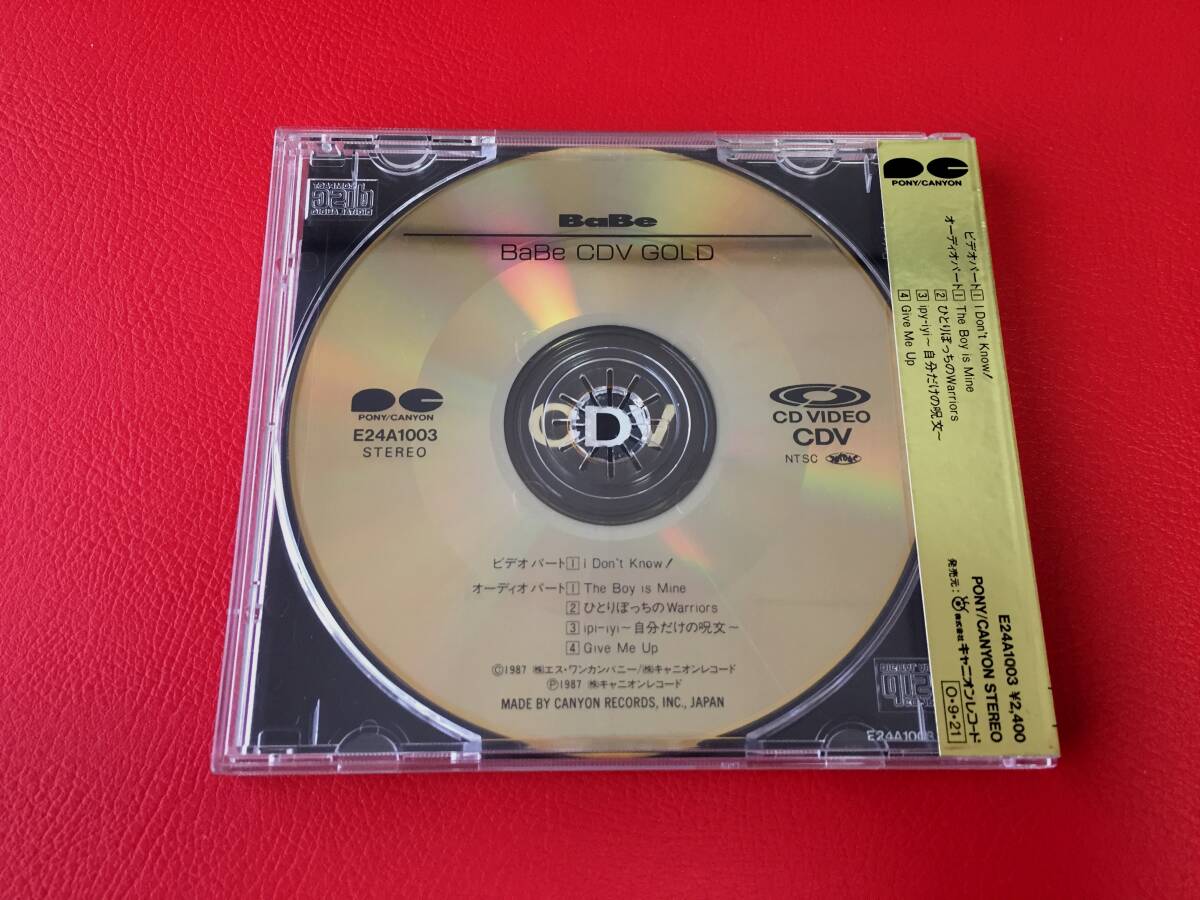 BaBe
BaBe CDV GOLD
PONY/CANYON
E24A1003
STEREO
CDV
CD VIDEO
CDV
NTSC
ビデオパート1 I Don't Know!
オーディオパート1 The Boy is Mine
2 ひとりぼっちのWarriors
3 ipi-iyi~自分だけの呪文~
4 Give Me Up
©1987 ㈱エス・ワンカンパニー/㈱キャニオンレコード
Ⓟ1987 ㈱キャニオンレコード
MADE BY CANYON RECORDS, INC., JAPAN
E24A1003
PONY/CANYON
ビデオパート1 I Don't Know!
オーディオパート1 The Boy is Mine
2 ひとりぼっちのWarriors
3 ipy-iyi~自分だけの呪文~
4 Give Me Up
E24A1003 ¥2,400
PONY/CANYON STEREO
発売元: 株式会社 キャニオンレコード
O・9・21